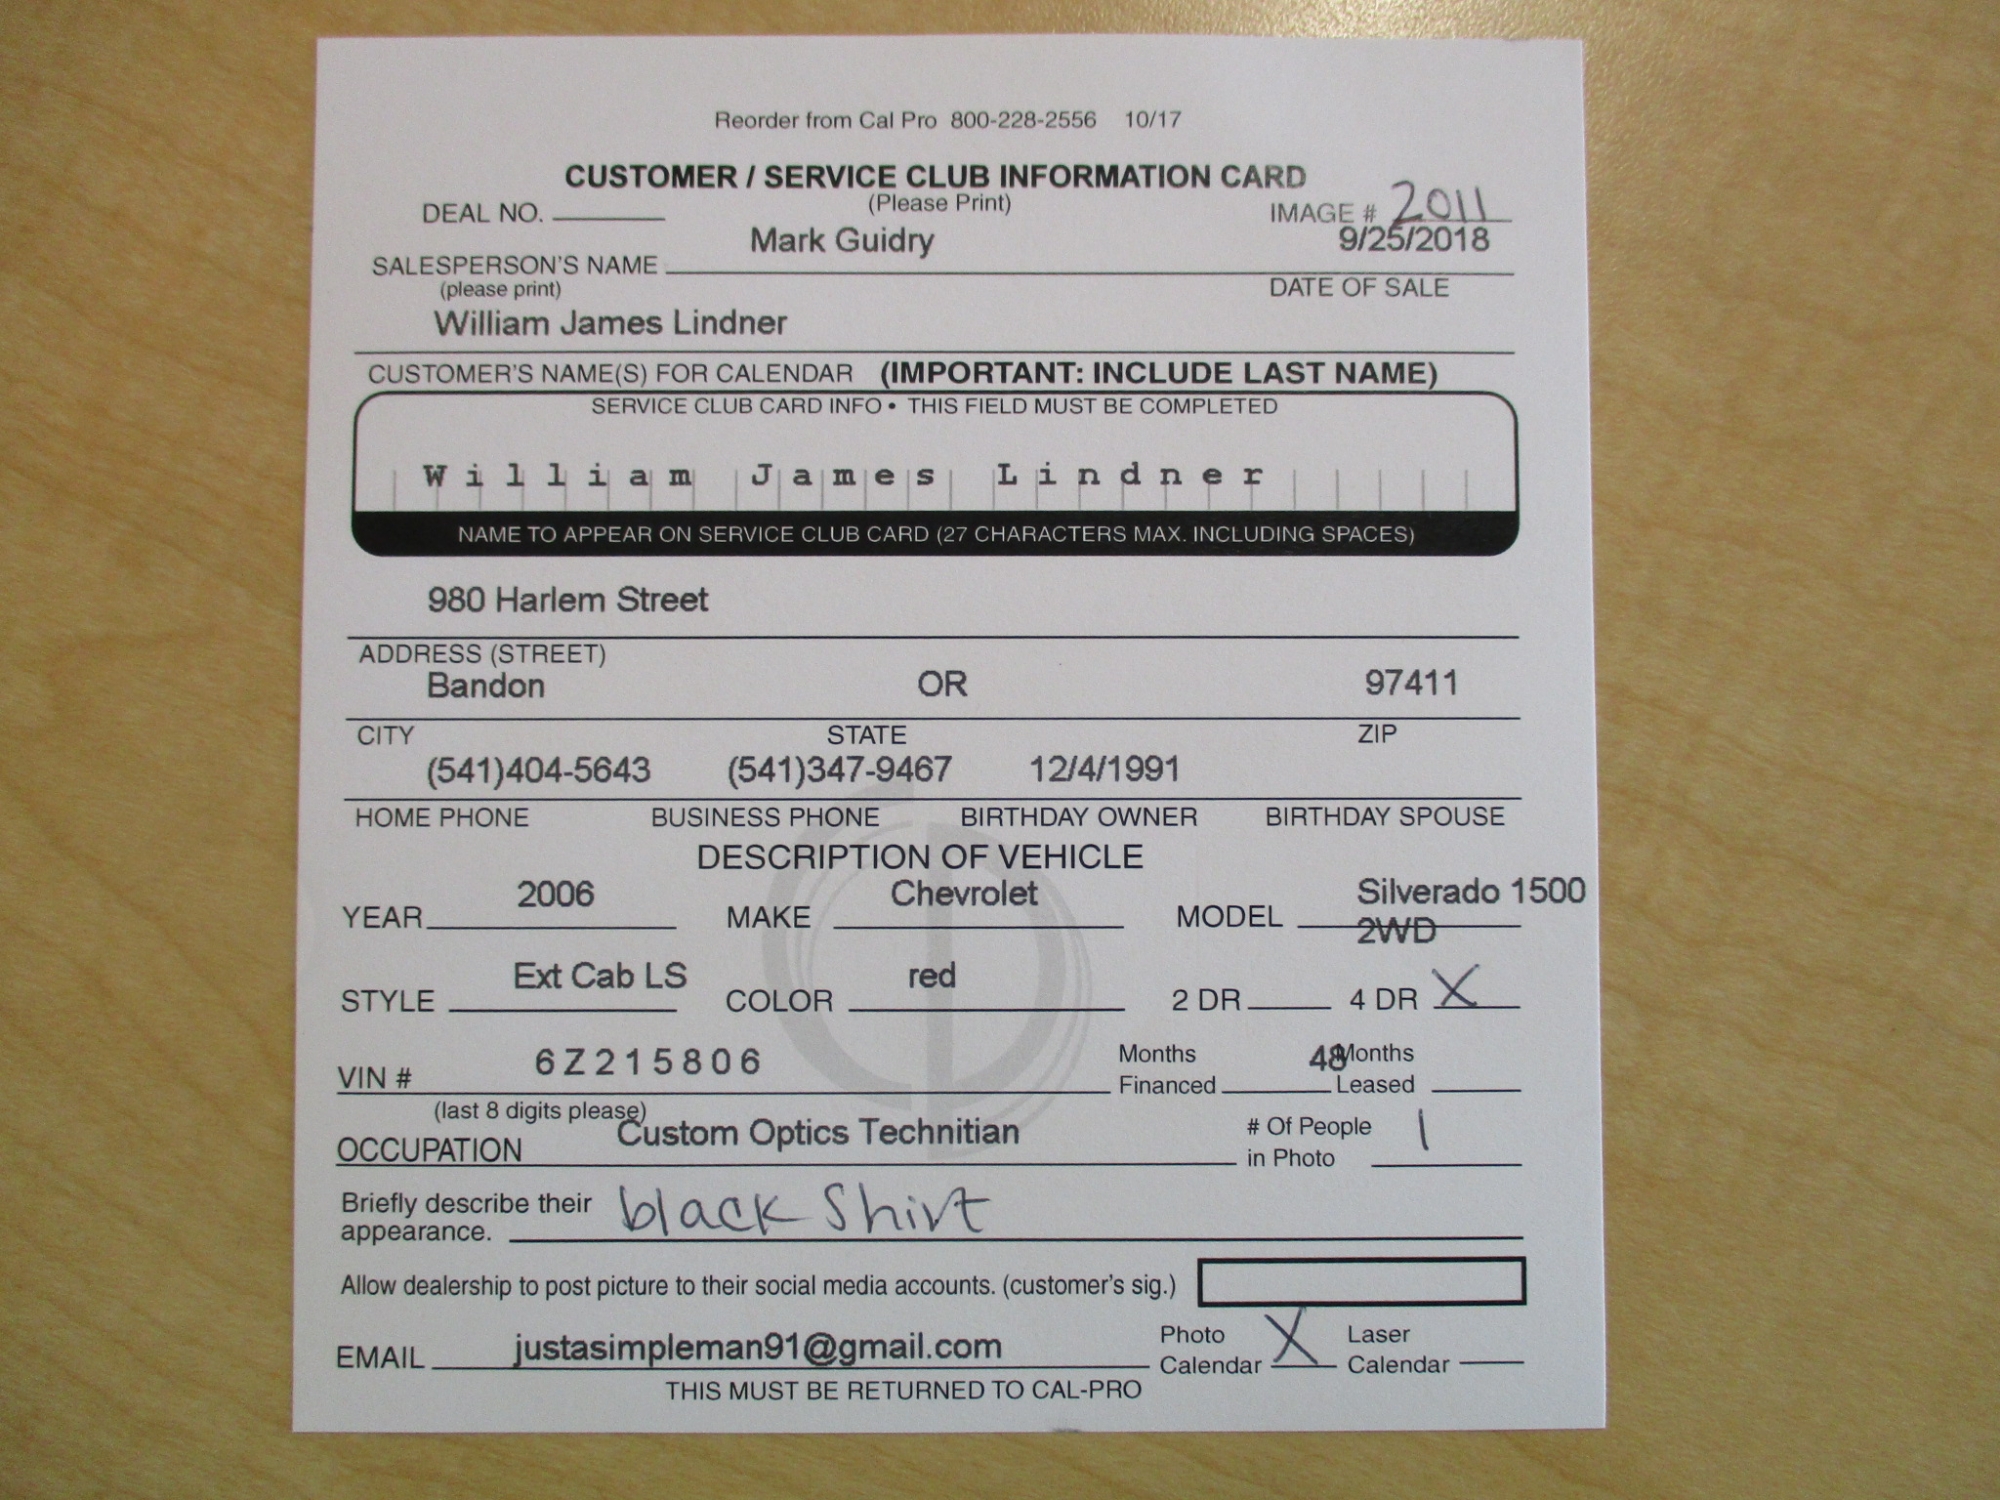 Reorder from Cal Pro 800-228-2556 10/17
CUSTOMER / SERVICE CLUB INFORMATION CARD
(Please Print)
DEAL NO. IMAGE # 2011
Mark Guidry 9/25/2018
SALESPERSON'S NAME
(please print) DATE OF SALE
William James Lindner
CUSTOMER'S NAME(S) FOR CALENDAR (IMPORTANT: INCLUDE LAST NAME)
SERVICE CLUB CARD INFO • THIS FIELD MUST BE COMPLETED
William James Lindner
NAME TO APPEAR ON SERVICE CLUB CARD (27 CHARACTERS MAX. INCLUDING SPACES)
980 Harlem Street
ADDRESS (STREET)
Bandon OR 97411
CITY STATE ZIP
(541)404-5643 (541)347-9467 12/4/1991
HOME PHONE BUSINESS PHONE BIRTHDAY OWNER BIRTHDAY SPOUSE
DESCRIPTION OF VEHICLE
YEAR 2006 MAKE Chevrolet MODEL Silverado 1500
2WD
STYLE Ext Cab LS COLOR red 2 DR 4 DR X
VIN # 6Z215806 Months Financed 48 Months Leased
(last 8 digits please)
OCCUPATION Custom Optics Technitian # Of People in Photo 1
Briefly describe their
appearance. black Shirt
Allow dealership to post picture to their social media accounts. (customer's sig.)
EMAIL justasimpleman91@gmail.com Photo Calendar X Laser Calendar
THIS MUST BE RETURNED TO CAL-PRO